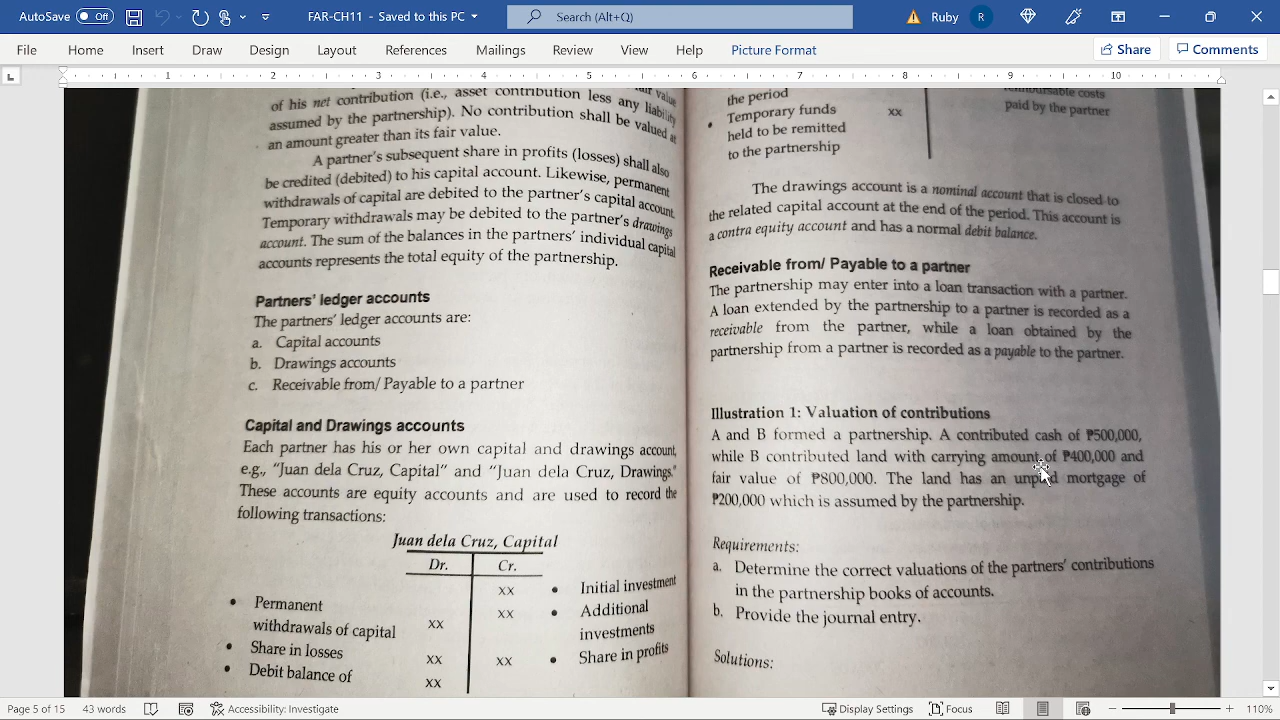 AutoSave Off FAR-CH11 - Saved to this PC Search (Alt+Q) Ruby R
File Home Insert Draw Design Layout References Mailings Review View Help Picture Format Share Comments
1 2 3 4 5 6 7 8 9 10
of his net contribution (i.e., asset contribution less any liability
assumed by the partnership). No contribution shall be valued at
an amount greater than its fair value.
A partner's subsequent share in profits (losses) shall also
be credited (debited) to his capital account. Likewise, permanent
withdrawals of capital are debited to the partner's capital account.
Temporary withdrawals may be debited to the partner's drawings
account. The sum of the balances in the partners' individual capital
accounts represents the total equity of the partnership.
Partners' ledger accounts
The partners' ledger accounts are:
a. Capital accounts
b. Drawings accounts
c. Receivable from/ Payable to a partner
Capital and Drawings accounts
Each partner has his or her own capital and drawings account,
e.g., "Juan dela Cruz, Capital" and "Juan dela Cruz, Drawings."
These accounts are equity accounts and are used to record the
following transactions:
Juan dela Cruz, Capital
Dr. Cr.
xx • Initial investment
• Permanent xx • Additional
withdrawals of capital xx investments
• Share in losses xx xx • Share in profits
• Debit balance of xx
the period
• Temporary funds xx paid by the partner
held to be remitted
to the partnership
The drawings account is a nominal account that is closed to
the related capital account at the end of the period. This account is
a contra equity account and has a normal debit balance.
Receivable from/ Payable to a partner
The partnership may enter into a loan transaction with a partner.
A loan extended by the partnership to a partner is recorded as a
receivable from the partner, while a loan obtained by the
partnership from a partner is recorded as a payable to the partner.
Illustration 1: Valuation of contributions
A and B formed a partnership. A contributed cash of ₱500,000,
while B contributed land with carrying amount of ₱400,000 and
fair value of ₱800,000. The land has an unpaid mortgage of
₱200,000 which is assumed by the partnership.
Requirements:
a. Determine the correct valuations of the partners' contributions
in the partnership books of accounts.
b. Provide the journal entry.
Solutions:
Page 5 of 15 43 words Accessibility: Investigate Display Settings Focus 110%